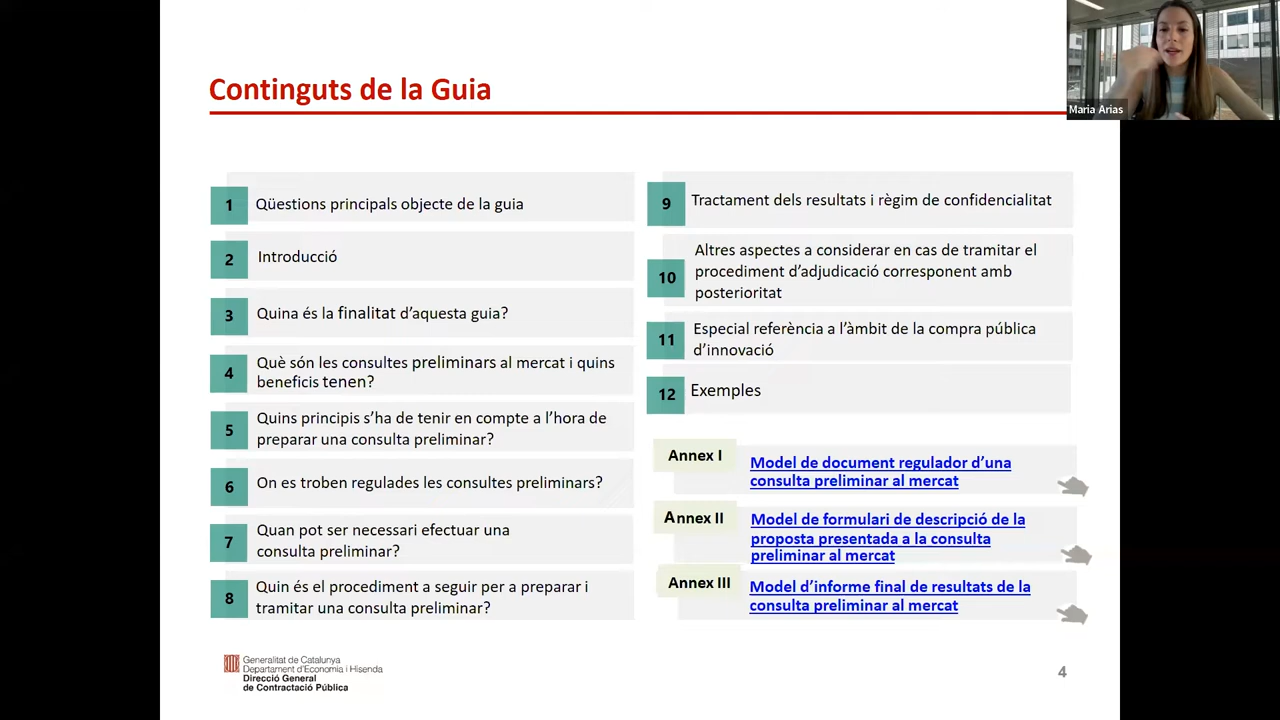 Continguts de la Guia
Maria Arias
1
Qüestions principals objecte de la guia
2
Introducció
3
Quina és la finalitat d'aquesta guia?
4
Què són les consultes preliminars al mercat i quins
beneficis tenen?
5
Quins principis s'ha de tenir en compte a l'hora de
preparar una consulta preliminar?
6
On es troben regulades les consultes preliminars?
7
Quan pot ser necessari efectuar una
consulta preliminar?
8
Quin és el procediment a seguir per a preparar i
tramitar una consulta preliminar?
9
Tractament dels resultats i règim de confidencialitat
10
Altres aspectes a considerar en cas de tramitar el
procediment d'adjudicació corresponent amb
posterioritat
11
Especial referència a l'àmbit de la compra pública
d'innovació
12
Exemples
Annex I
Model de document regulador d'una
consulta preliminar al mercat
Annex II
Model de formulari de descripció de la
proposta presentada a la consulta
preliminar al mercat
Annex III
Model d'informe final de resultats de la
consulta preliminar al mercat
Generalitat de Catalunya
Departament d'Economia i Hisenda
Direcció General
de Contractació Pública
4